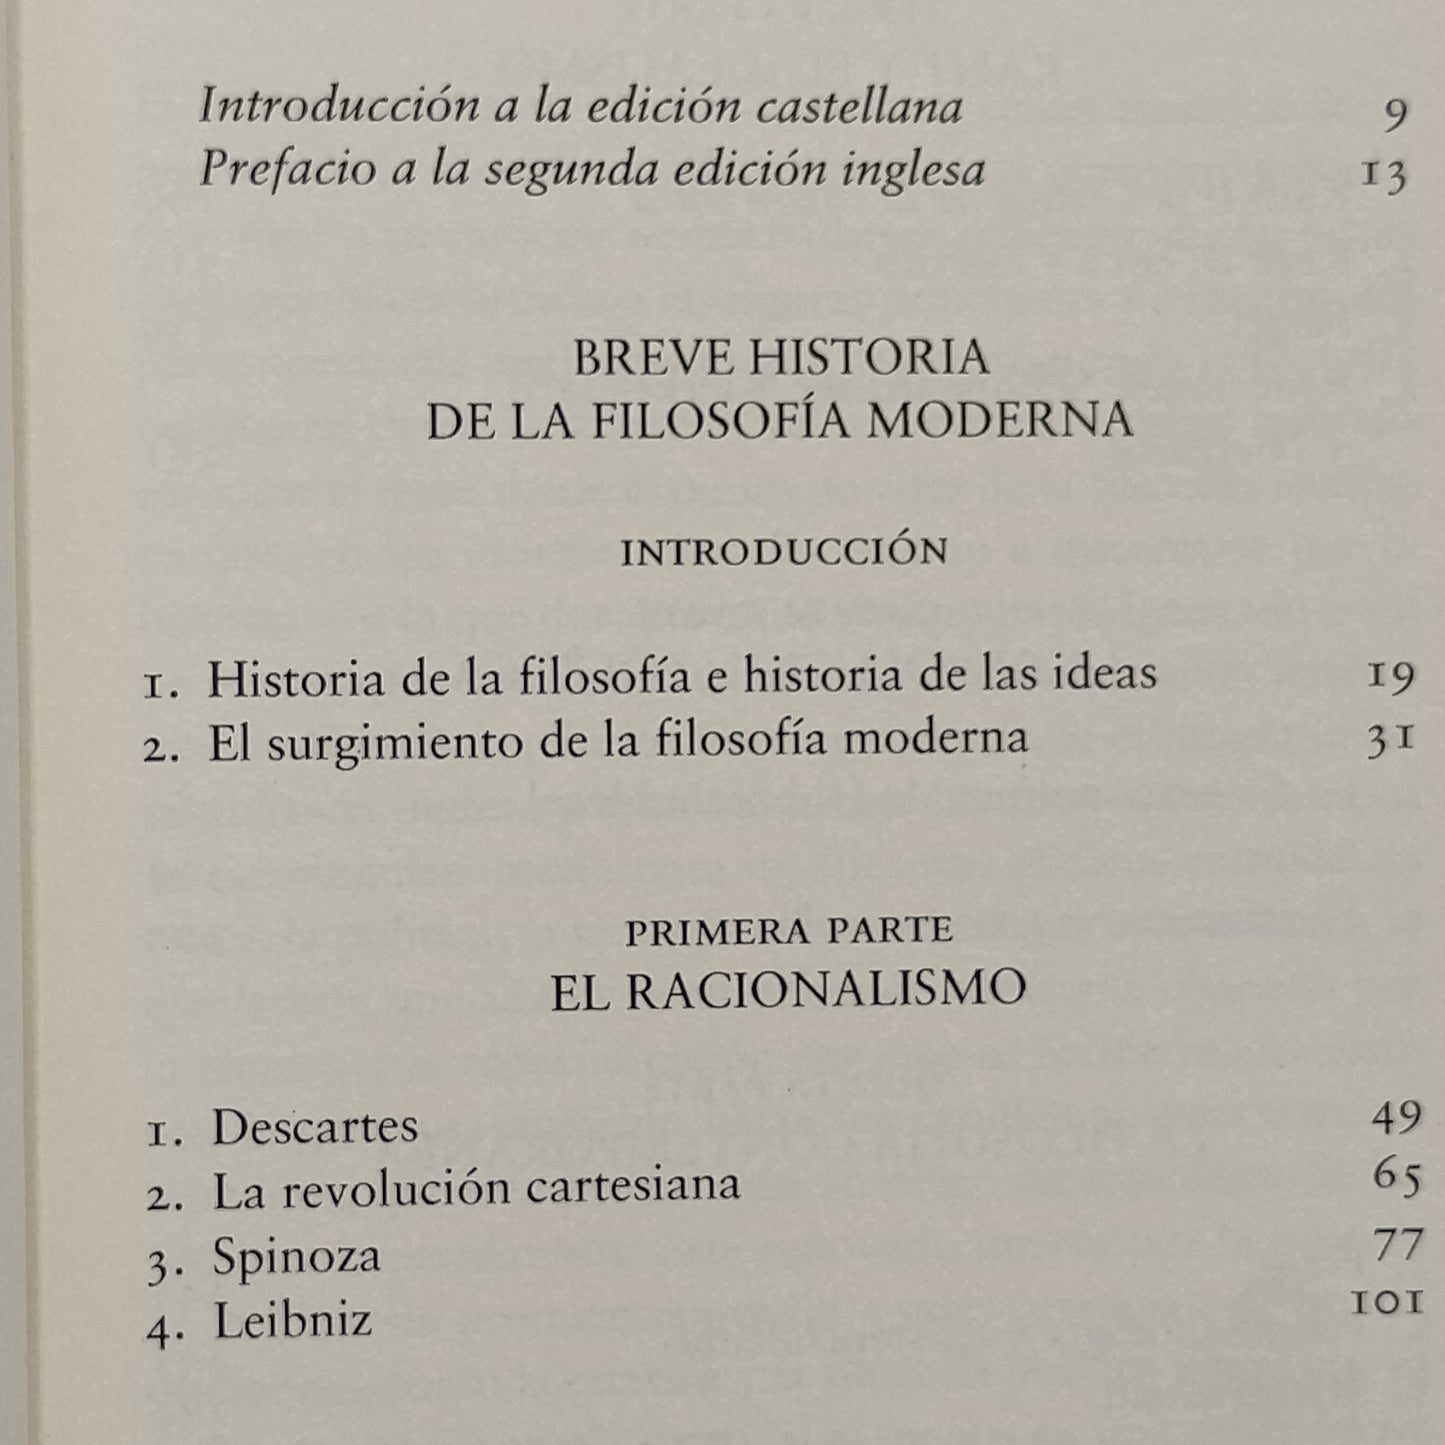 Introducción a la edición castellana 9
Prefacio a la segunda edición inglesa 13
BREVE HISTORIA
DE LA FILOSOFÍA MODERNA
INTRODUCCIÓN
1. Historia de la filosofía e historia de las ideas 19
2. El surgimiento de la filosofía moderna 31
PRIMERA PARTE
EL RACIONALISMO
1. Descartes 49
2. La revolución cartesiana 65
3. Spinoza 77
4. Leibniz 101